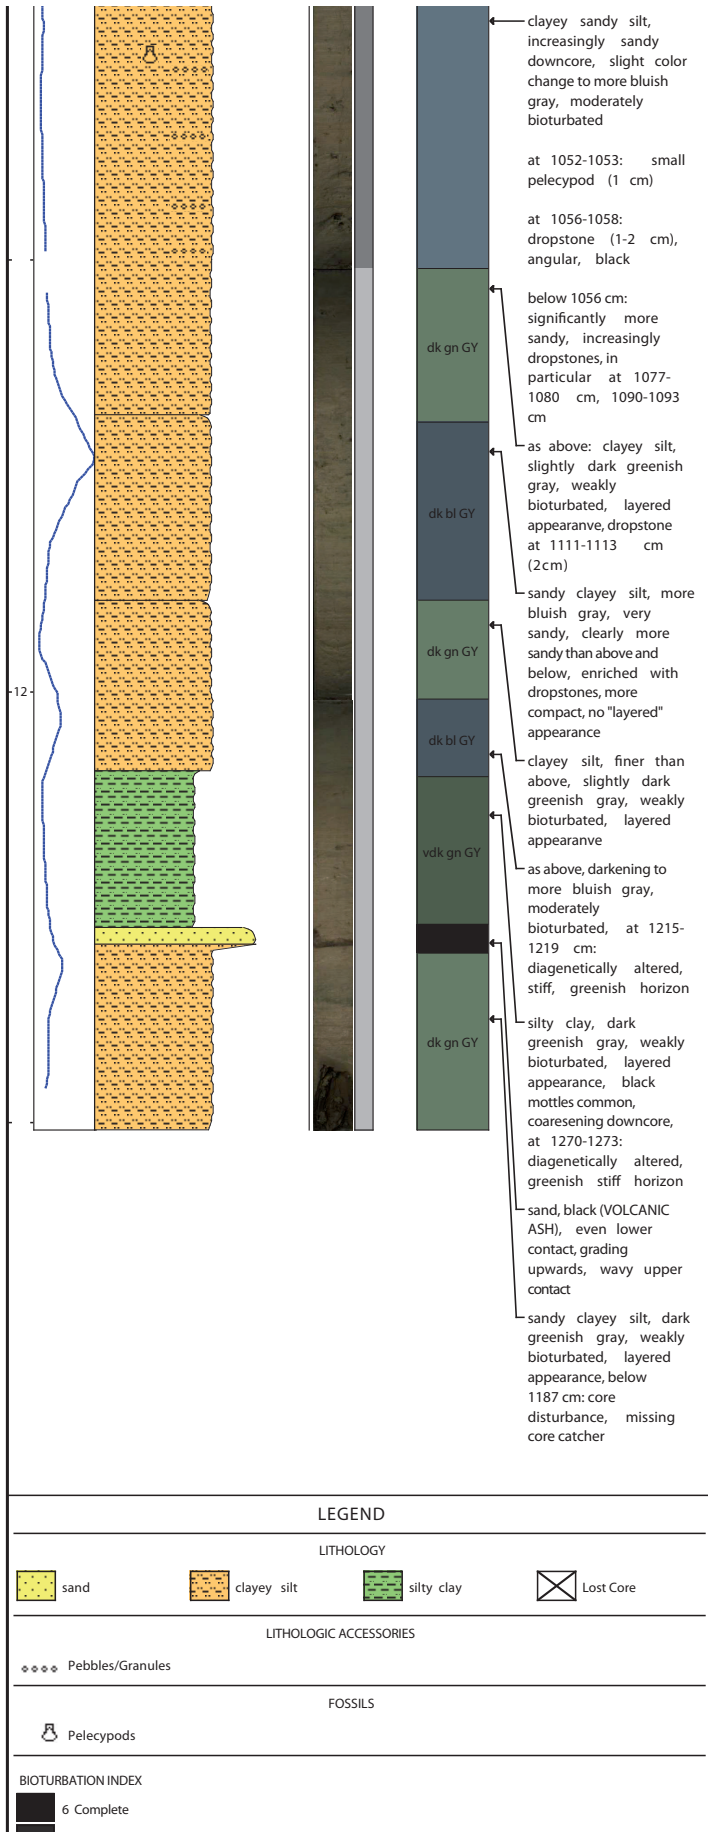 clayey sandy silt,
increasingly sandy
downcore, slight color
change to more bluish
gray, moderately
bioturbated
at 1052-1053: small
pelecypod (1 cm)
at 1056-1058:
dropstone (1-2 cm),
angular, black
below 1056 cm:
significantly more
sandy, increasingly
dropstones, in
particular at 1077-
1080 cm, 1090-1093
cm
as above: clayey silt,
slightly dark greenish
gray, weakly
bioturbated, layered
appearanve, dropstone
at 1111-1113 cm
(2cm)
sandy clayey silt, more
bluish gray, very
sandy, clearly more
sandy than above and
below, enriched with
dropstones, more
compact, no "layered"
appearance
clayey silt, finer than
above, slightly dark
greenish gray, weakly
bioturbated, layered
appearanve
as above, darkening to
more bluish gray,
moderately
bioturbated, at 1215-
1219 cm:
diagenetically altered,
stiff, greenish horizon
silty clay, dark
greenish gray, weakly
bioturbated, layered
appearance, black
mottles common,
coaresening downcore,
at 1270-1273:
diagenetically altered,
greenish stiff horizon
sand, black (VOLCANIC
ASH), even lower
contact, grading
upwards, wavy upper
contact
sandy clayey silt, dark
greenish gray, weakly
bioturbated, layered
appearance, below
1187 cm: core
disturbance, missing
core catcher
dk gn GY
dk bl GY
dk gn GY
dk bl GY
vdk gn GY
dk gn GY
12
LEGEND
LITHOLOGY
sand clayey silt silty clay Lost Core
LITHOLOGIC ACCESSORIES
Pebbles/Granules
FOSSILS
Pelecypods
BIOTURBATION INDEX
6 Complete